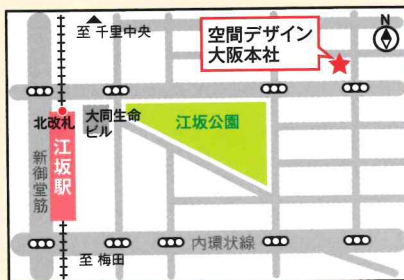 至 千里中央
N
空間デザイン
大阪本社
北改札
大同生命
ビル
江坂公園
江坂駅
新御堂筋
内環状線
至 梅田